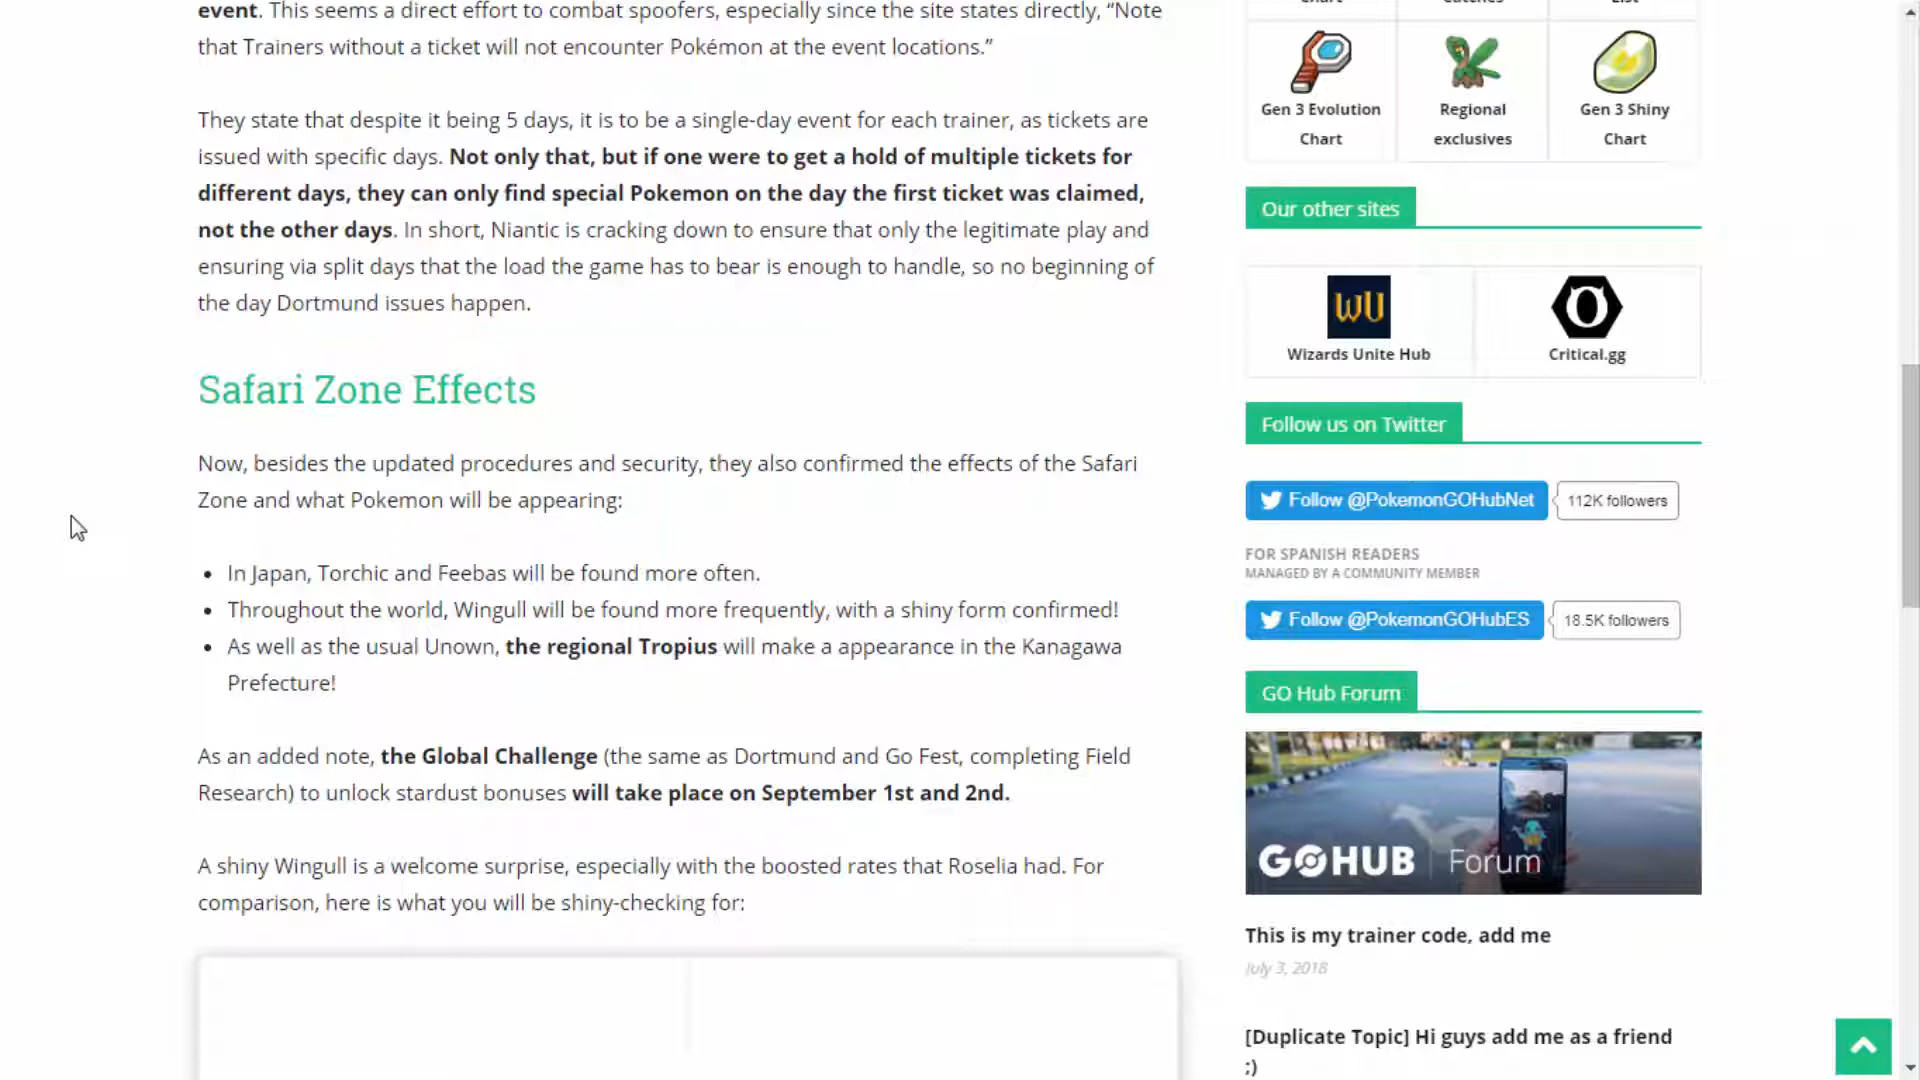 event. This seems a direct effort to combat spoofers, especially since the site states directly, “Note
that Trainers without a ticket will not encounter Pokémon at the event locations.”
They state that despite it being 5 days, it is to be a single-day event for each trainer, as tickets are
issued with specific days. Not only that, but if one were to get a hold of multiple tickets for
different days, they can only find special Pokemon on the day the first ticket was claimed,
not the other days. In short, Niantic is cracking down to ensure that only the legitimate play and
ensuring via split days that the load the game has to bear is enough to handle, so no beginning of
the day Dortmund issues happen.
Safari Zone Effects
Now, besides the updated procedures and security, they also confirmed the effects of the Safari
Zone and what Pokemon will be appearing:
• In Japan, Torchic and Feebas will be found more often.
• Throughout the world, Wingull will be found more frequently, with a shiny form confirmed!
• As well as the usual Unown, the regional Tropius will make a appearance in the Kanagawa
Prefecture!
As an added note, the Global Challenge (the same as Dortmund and Go Fest, completing Field
Research) to unlock stardust bonuses will take place on September 1st and 2nd.
A shiny Wingull is a welcome surprise, especially with the boosted rates that Roselia had. For
comparison, here is what you will be shiny-checking for:
Gen 3 Evolution
Chart
Regional
exclusives
Gen 3 Shiny
Chart
Our other sites
WU
Wizards Unite Hub
Critical.gg
Follow us on Twitter
Follow @PokemonGOHubNet
112K followers
FOR SPANISH READERS
MANAGED BY A COMMUNITY MEMBER
Follow @PokemonGOHubES
18.5K followers
GO Hub Forum
GO HUB Forum
This is my trainer code, add me
July 3, 2018
[Duplicate Topic] Hi guys add me as a friend
;)